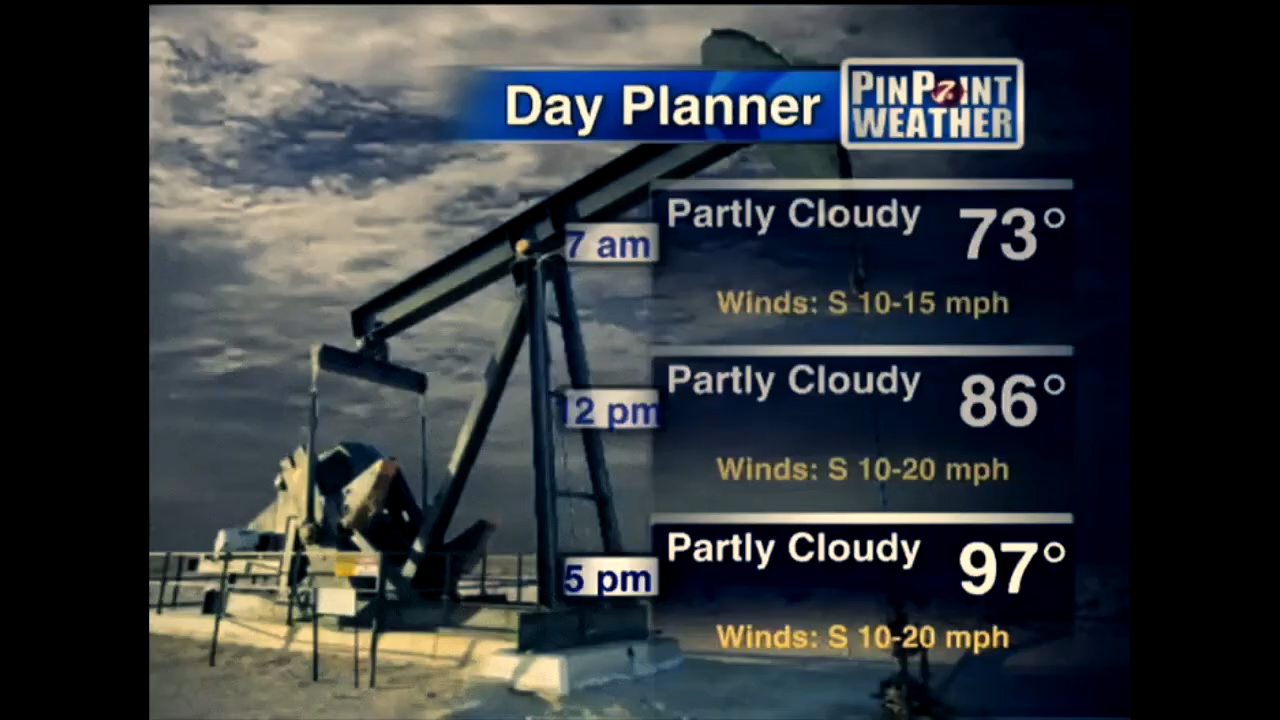 Day Planner
PINPOINT
WEATHER
7 am
Partly Cloudy 73°
Winds: S 10-15 mph
12 pm
Partly Cloudy 86°
Winds: S 10-20 mph
5 pm
Partly Cloudy 97°
Winds: S 10-20 mph